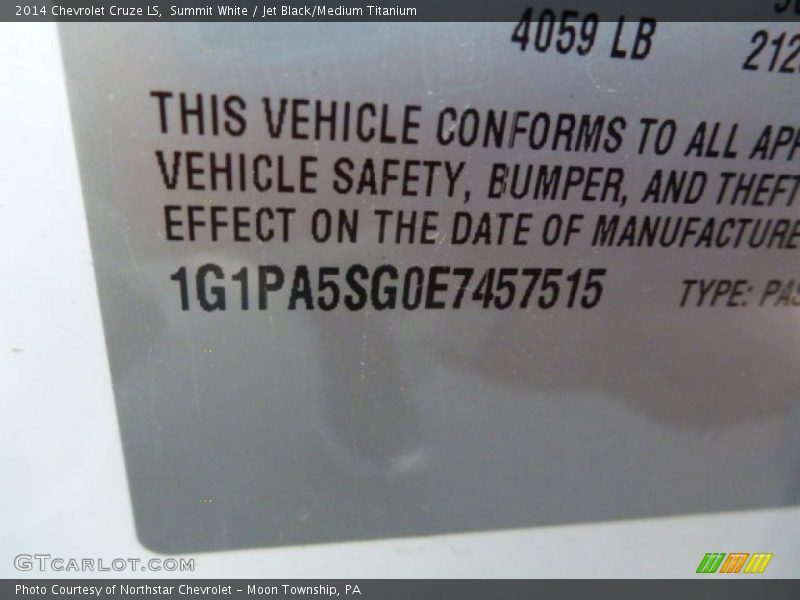 2014 Chevrolet Cruze LS, Summit White / Jet Black/Medium Titanium
4059 LB
THIS VEHICLE CONFORMS TO ALL
VEHICLE SAFETY, BUMPER, AND THEFT
EFFECT ON THE DATE OF MANUFACTURE
1G1PA5SG0E7457515 TYPE:
GTCARLOT.COM
Photo Courtesy of Northstar Chevrolet - Moon Township, PA